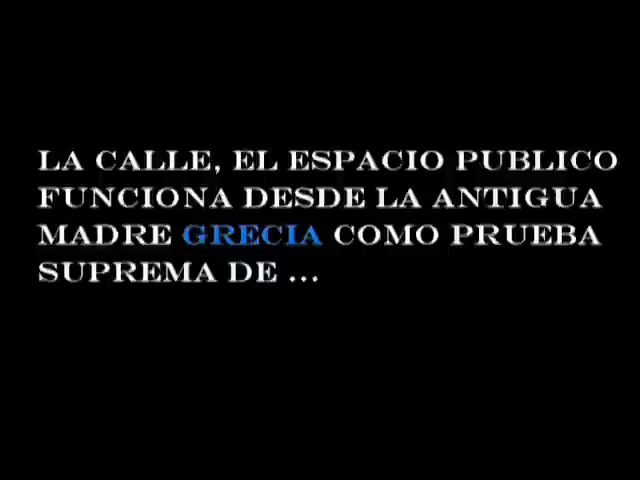 LA CALLE, EL ESPACIO PUBLICO
FUNCIONA DESDE LA ANTIGUA
MADRE GRECIA COMO PRUEBA
SUPREMA DE ...